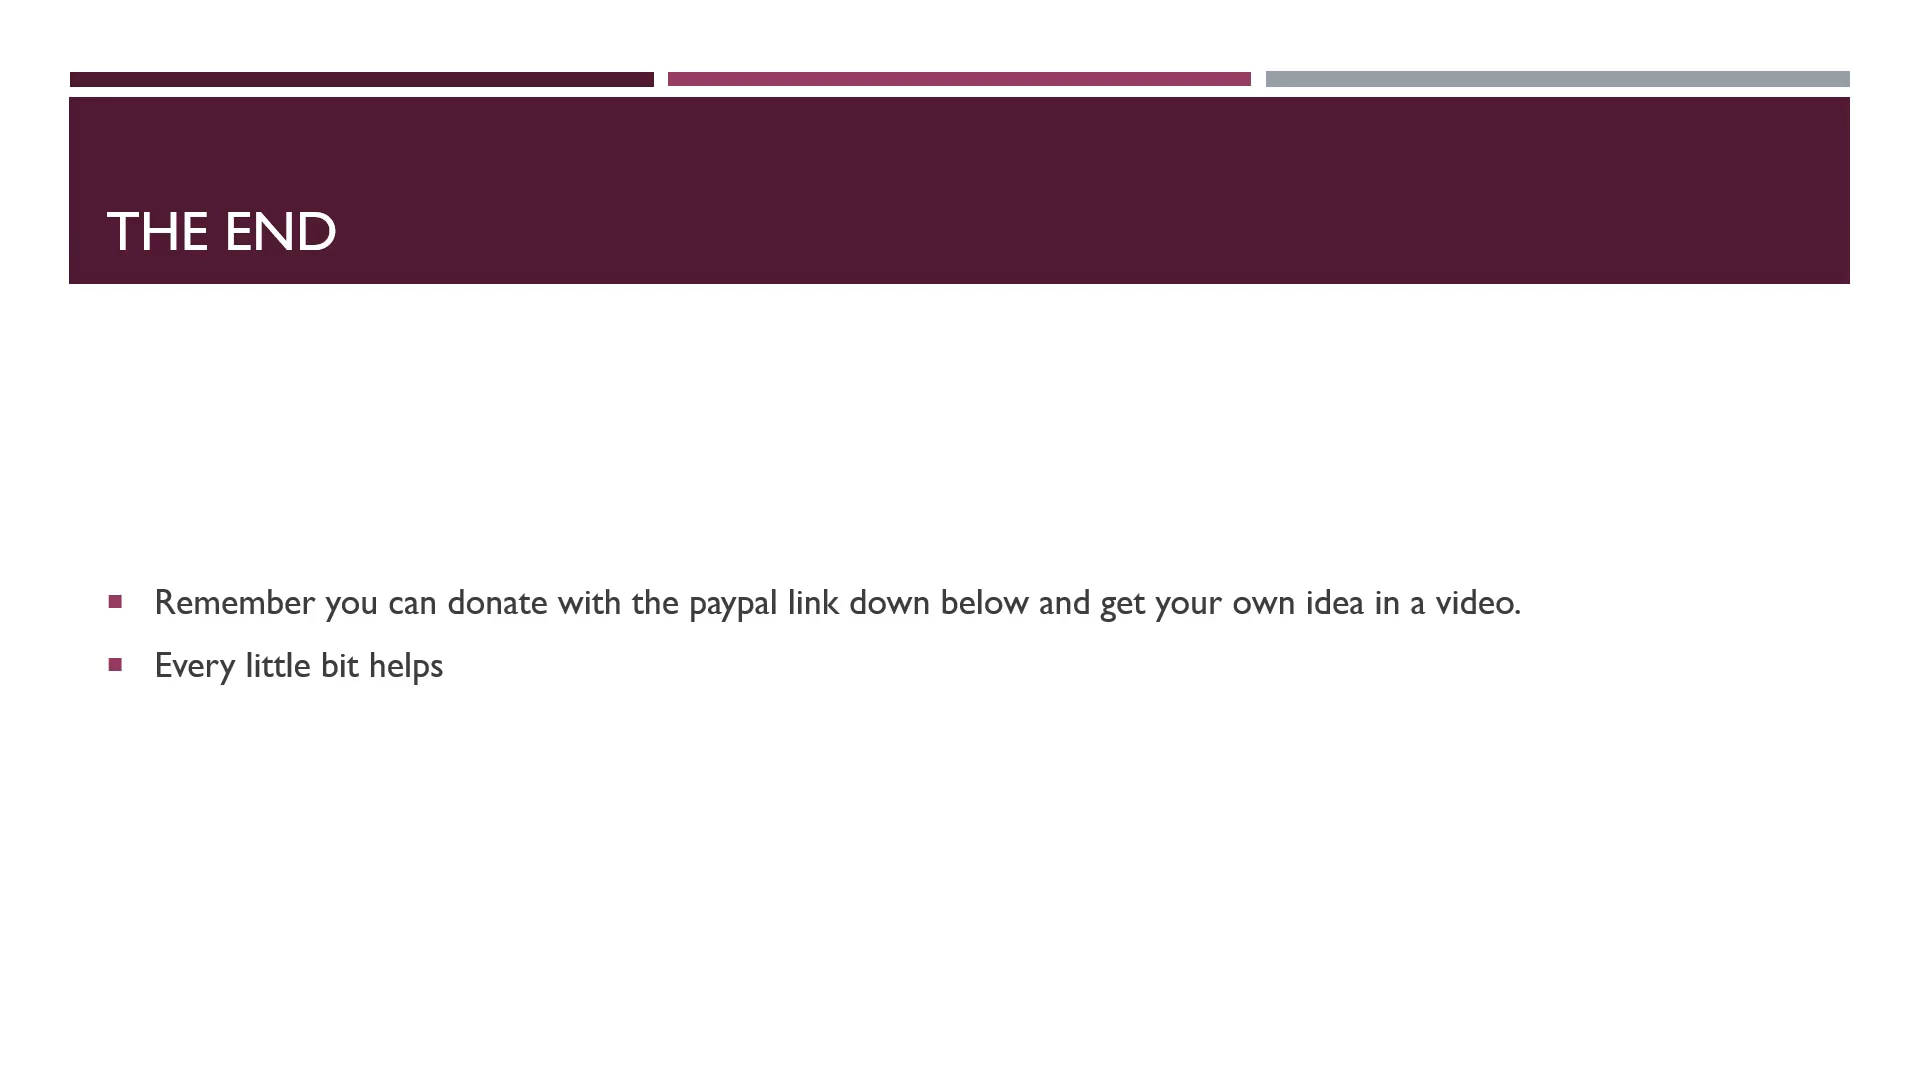 THE END
Remember you can donate with the paypal link down below and get your own idea in a video.
Every little bit helps